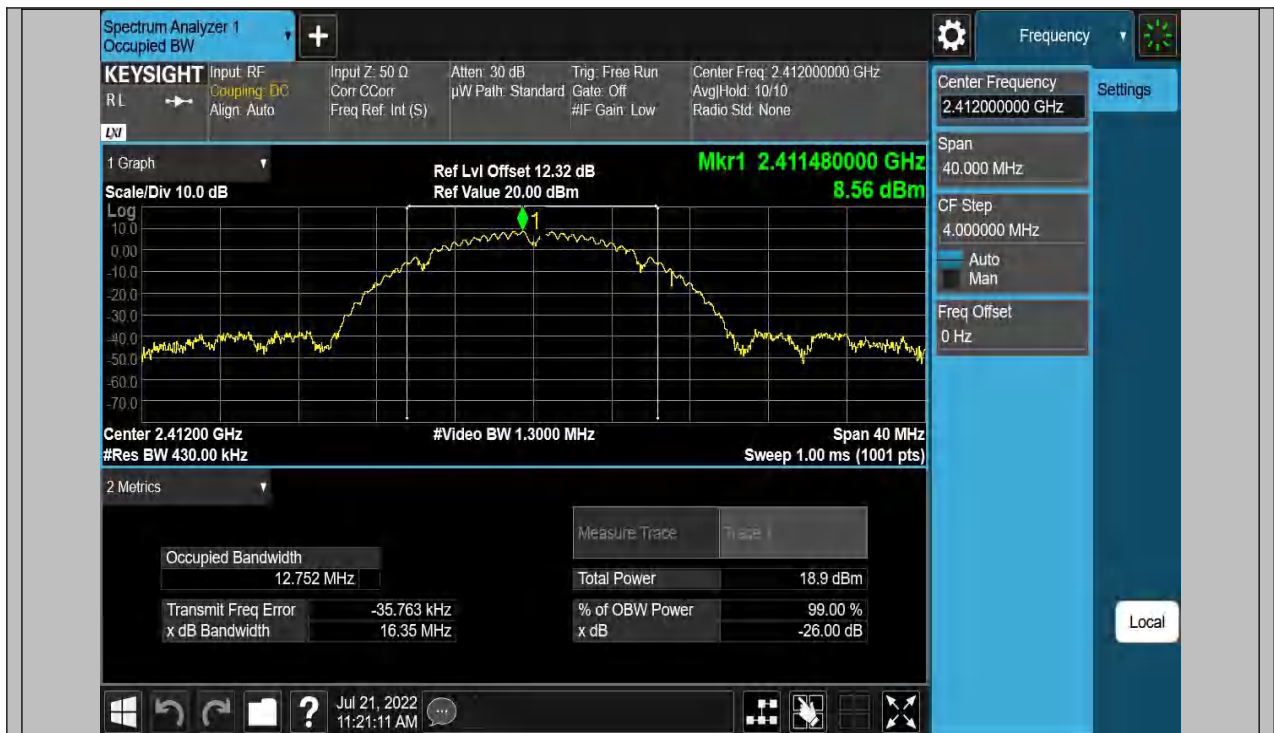 Spectrum Analyzer 1
Occupied BW
+
Frequency
KEYSIGHT
RL
LXI
Input: RF
Coupling: DC
Align: Auto
Input Z: 50 Ω
Corr CCorr
Freq Ref: Int (S)
Atten: 30 dB
µW Path: Standard
Trig: Free Run
Gate: Off
#IF Gain: Low
Center Freq: 2.412000000 GHz
Avg|Hold: 10/10
Radio Std: None
Center Frequency
2.412000000 GHz
Settings
Span
40.000 MHz
CF Step
4.000000 MHz
Auto
Man
Freq Offset
0 Hz
Local
1 Graph
Scale/Div 10.0 dB
Log
Ref Lvl Offset 12.32 dB
Ref Value 20.00 dBm
Mkr1 2.411480000 GHz
8.56 dBm
1
10.0
0.00
-10.0
-20.0
-30.0
-40.0
-50.0
-60.0
-70.0
Center 2.41200 GHz
#Video BW 1.3000 MHz
Span 40 MHz
#Res BW 430.00 kHz
Sweep 1.00 ms (1001 pts)
2 Metrics
Measure Trace
Trace 1
Occupied Bandwidth
12.752 MHz
Total Power
18.9 dBm
Transmit Freq Error
-35.763 kHz
% of OBW Power
99.00 %
x dB Bandwidth
16.35 MHz
x dB
-26.00 dB
?
Jul 21, 2022
11:21:11 AM